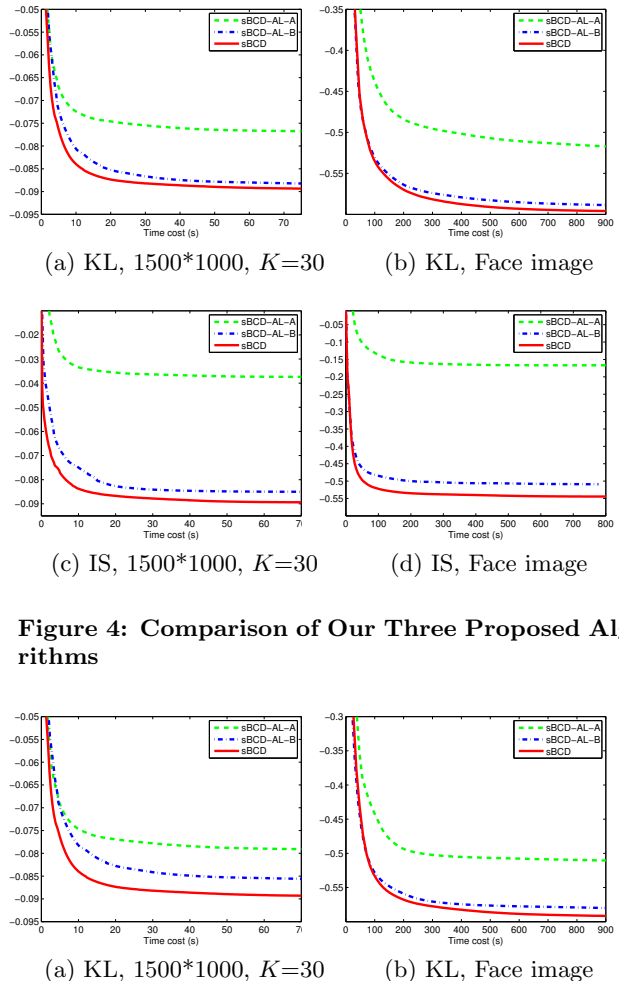 −0.05
−0.055
−0.06
−0.065
−0.07
−0.075
−0.08
−0.085
−0.09
−0.095
0 10 20 30 40 50 60 70
Time cost (s)
sBCD−AL−A
sBCD−AL−B
sBCD
(a) KL, 1500*1000, K=30
−0.35
−0.4
−0.45
−0.5
−0.55
0 100 200 300 400 500 600 700 800 900
Time cost (s)
sBCD−AL−A
sBCD−AL−B
sBCD
(b) KL, Face image
−0.02
−0.03
−0.04
−0.05
−0.06
−0.07
−0.08
−0.09
0 10 20 30 40 50 60 70
Time cost (s)
sBCD−AL−A
sBCD−AL−B
sBCD
(c) IS, 1500*1000, K=30
−0.05
−0.1
−0.15
−0.2
−0.25
−0.3
−0.35
−0.4
−0.45
−0.5
−0.55
0 100 200 300 400 500 600 700 800
Time cost (s)
sBCD−AL−A
sBCD−AL−B
sBCD
(d) IS, Face image
Figure 4: Comparison of Our Three Proposed Alg
rithms
−0.05
−0.055
−0.06
−0.065
−0.07
−0.075
−0.08
−0.085
−0.09
−0.095
0 10 20 30 40 50 60 70
Time cost (s)
sBCD−AL−A
sBCD−AL−B
sBCD
(a) KL, 1500*1000, K=30
−0.3
−0.4
−0.45
−0.5
−0.55
0 100 200 300 400 500 600 700 800 900
Time cost (s)
sBCD−AL−A
sBCD−AL−B
sBCD
(b) KL, Face image